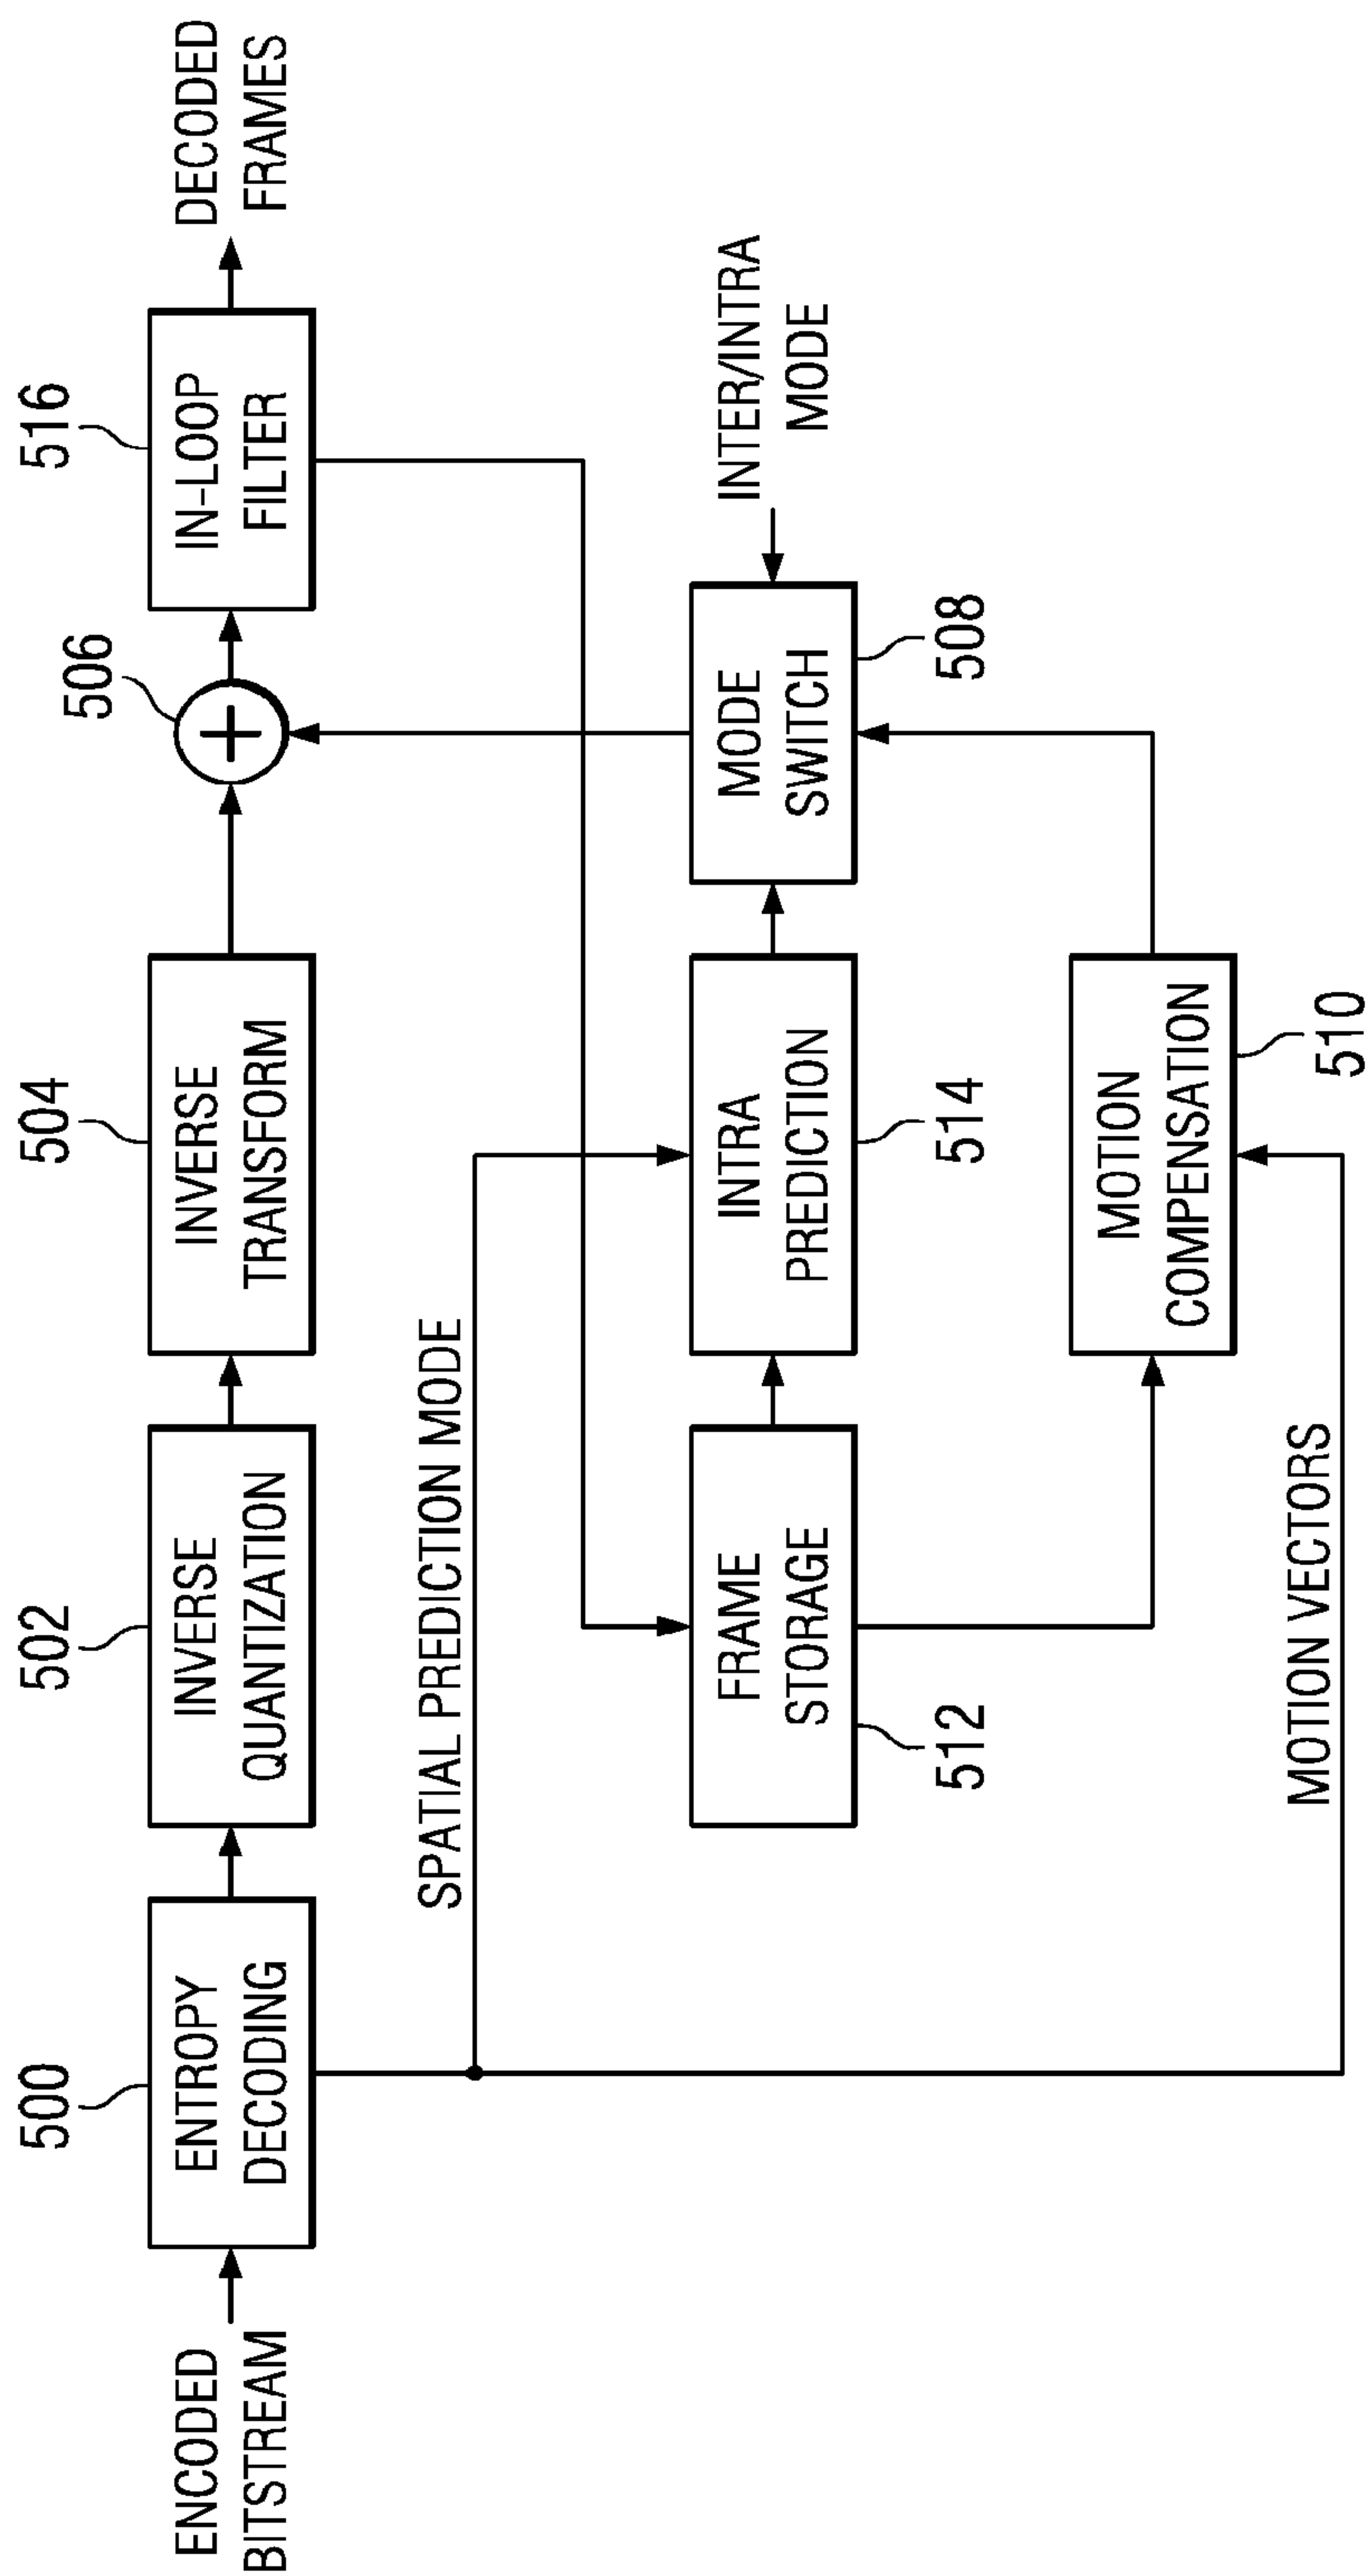 ENCODED
BITSTREAM
500
ENTROPY
DECODING
502
INVERSE
QUANTIZATION
504
INVERSE
TRANSFORM
506
+
516
IN-LOOP
FILTER
DECODED
FRAMES
SPATIAL PREDICTION MODE
FRAME
STORAGE
512
INTRA
PREDICTION
514
MODE
SWITCH
508
INTER/INTRA
MODE
MOTION
COMPENSATION
510
MOTION VECTORS